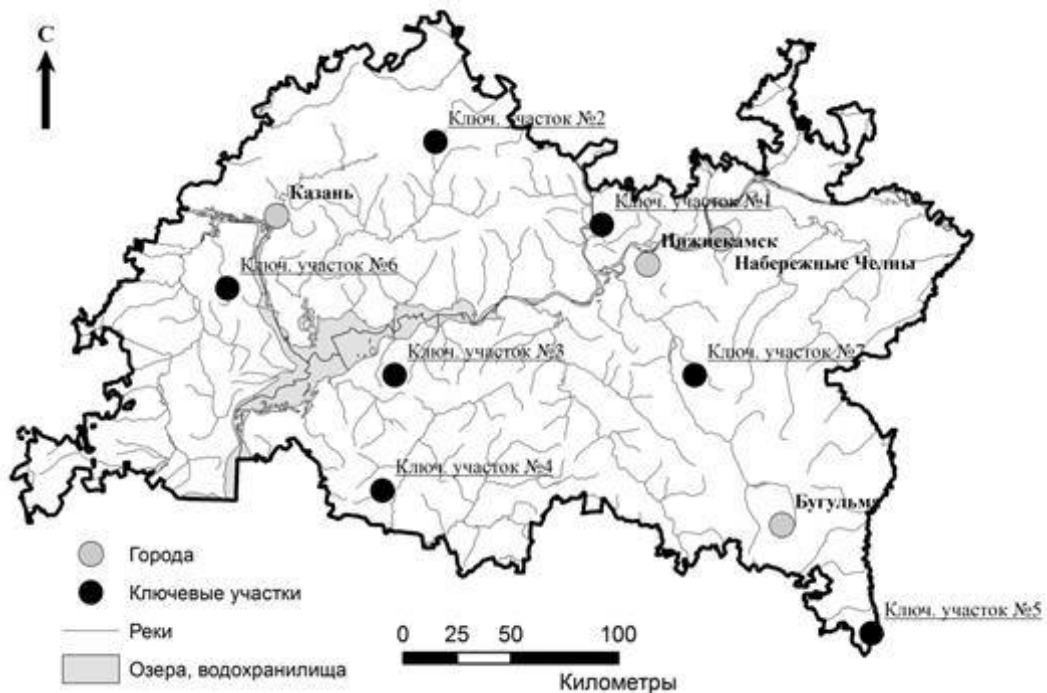 С
Ключ. участок №2
Казань
Ключ. участок №1
Нижнекамск
Набережные Челны
Ключ. участок №6
Ключ. участок №3
Ключ. участок №7
Ключ. участок №4
Бугульма
Города
Ключевые участки
Ключ. участок №5
Реки
0 25 50 100
Озера, водохранилища
Километры